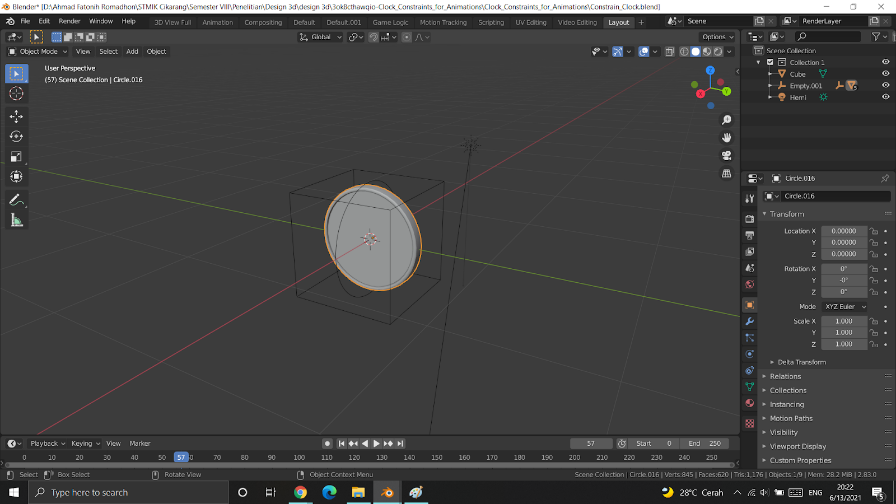 Blender* [D:\Ahmad Fatonih Romadhon\STMIK Cikarang\Semester VIII\Penelitian\Design 3d\design 3d\3ok8cthawqio-Clock_Constraints_for_Animations\Clock_Constraints_for_Animations\Constrain_Clock.blend]
File Edit Render Window Help 3D View Full Animation Compositing Default Default.001 Game Logic Motion Tracking Scripting UV Editing Video Editing Layout Scene RenderLayer
Global Options
Object Mode View Select Add Object
User Perspective
(57) Scene Collection | Circle.016
X
Y
Z
Scene Collection
Collection 1
Cube
Empty.001
5
Hemi
Circle.016
Circle.016
Transform
Location X 0.00000
Y 0.00000
Z 0.00000
Rotation X 0°
Y -0°
Z 0°
Mode XYZ Euler
Scale X 1.000
Y 1.000
Z 1.000
Delta Transform
Relations
Collections
Instancing
Motion Paths
Visibility
Viewport Display
Custom Properties
Playback Keying View Marker 57 Start 0 End 250
0 10 20 30 40 50 57 60 70 80 90 100 110 120 130 140 150 160 170 180 190 200 210 220 230 240 250
Select Box Select Rotate View Object Context Menu Scene Collection | Circle.016 | Verts:845 | Faces:620 | Tris:1,176 | Objects:1/9 | Mem: 28.2 MiB | 2.83.0
Type here to search 28°C Cerah ENG 20:22
6/13/2021